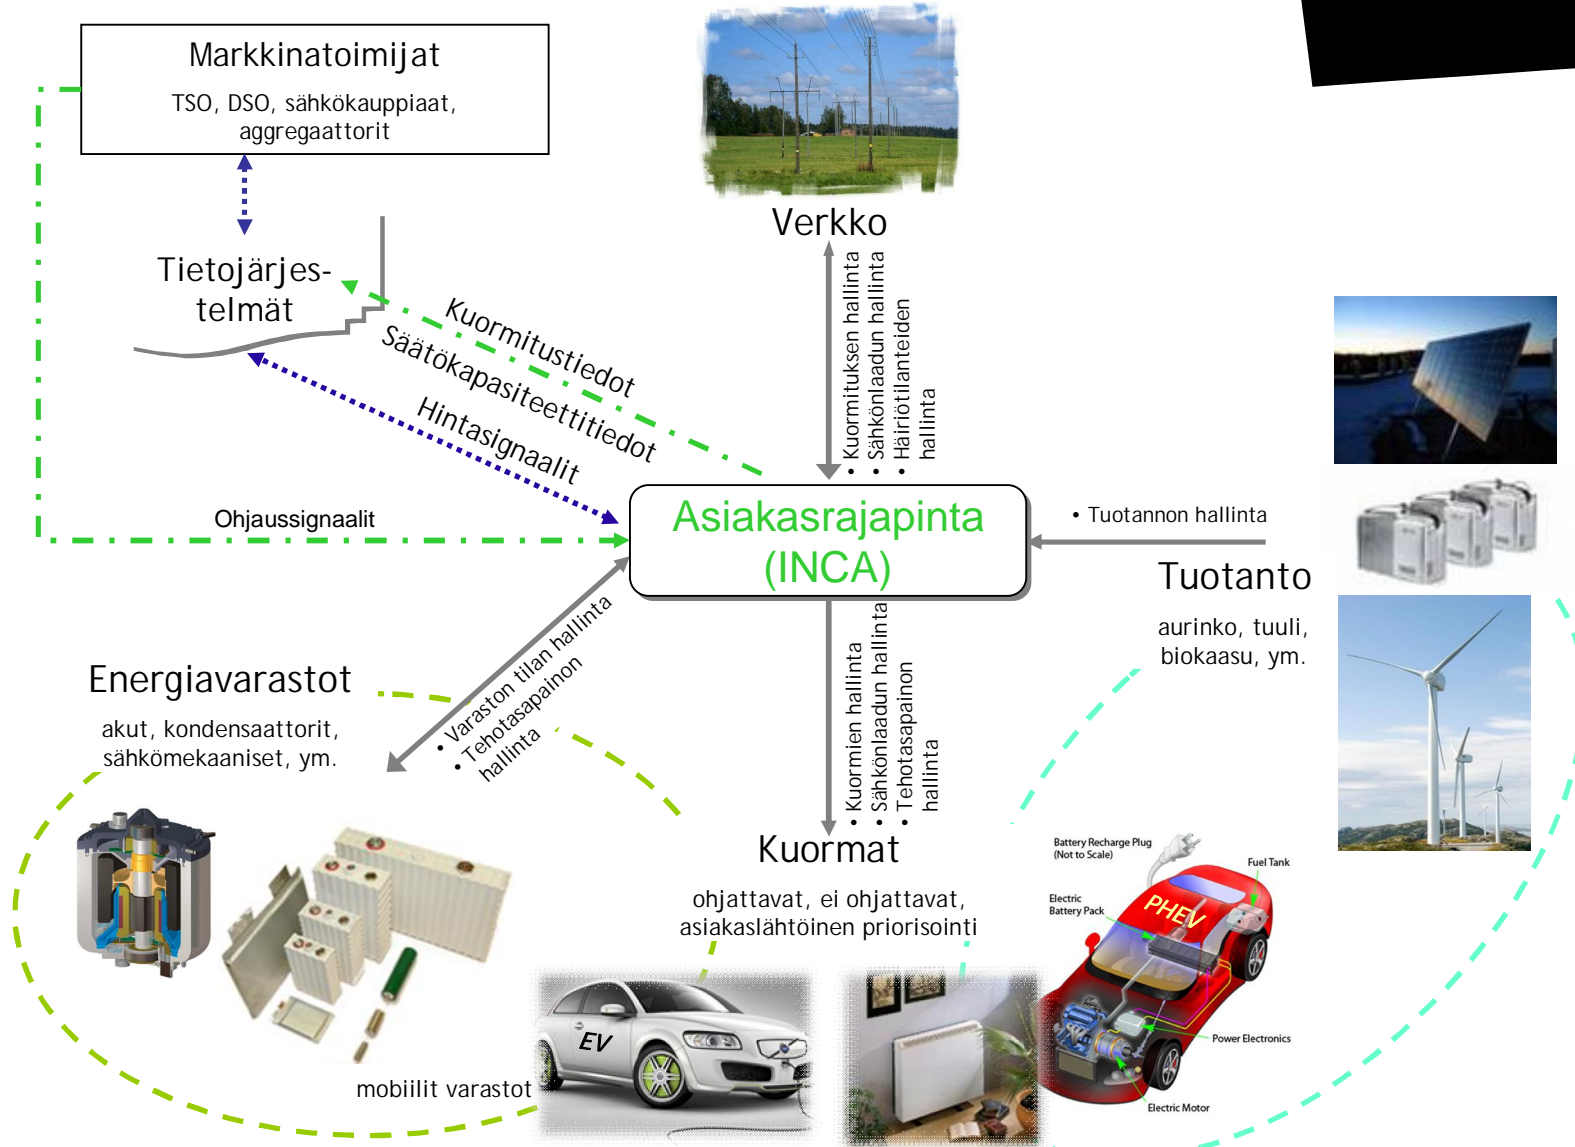 Markkinatoimijat
TSO, DSO, sähkökauppiaat,
aggregaattorit
Verkko
Tietojärjes-
telmät
Kuormitustiedot
Säätökapasiteettitiedot
Hintasignaalit
Ohjaussignaalit
• Kuormituksen hallinta
• Sähkönlaadun hallinta
• Häiriötilanteiden
hallinta
Asiakasrajapinta
(INCA)
• Tuotannon hallinta
Tuotanto
aurinko, tuuli,
biokaasu, ym.
Energiavarastot
akut, kondensaattorit,
sähkömekaaniset, ym.
• Varaston tilan hallinta
• Tehotasapainon
hallinta
• Kuormien hallinta
• Sähkönlaadun hallinta
• Tehotasapainon
hallinta
Kuormat
ohjattavat, ei ohjattavat,
asiakaslähtöinen priorisointi
Battery Recharge Plug
(Not to Scale)
Fuel Tank
Electric
Battery Pack
PHEV
Power Electronics
Electric Motor
EV
mobiilit varastot